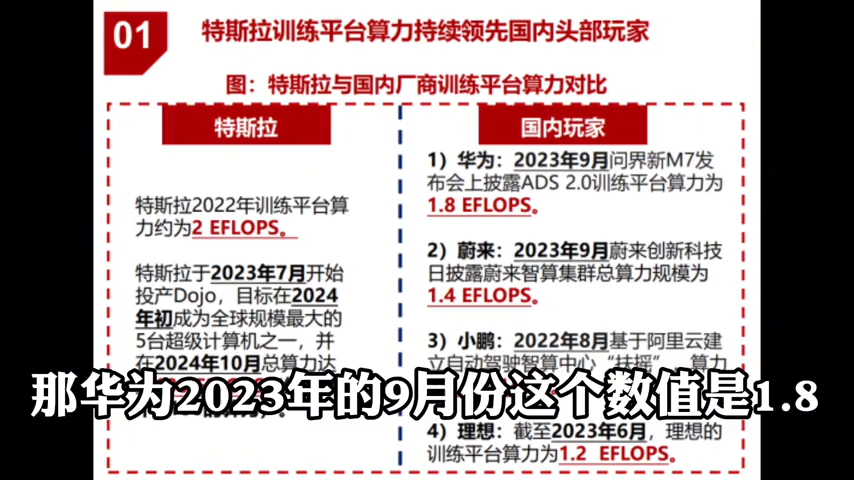 01
特斯拉训练平台算力持续领先国内头部玩家
图：特斯拉与国内厂商训练平台算力对比
特斯拉
特斯拉2022年训练平台算
力约为2 EFLOPS。
特斯拉于2023年7月开始
投产Dojo，目标在2024
年初成为全球规模最大的
5台超级计算机之一，并
在2024年10月总算力达
国内玩家
1）华为：2023年9月问界新M7发
布会上披露ADS 2.0训练平台算力为
1.8 EFLOPS。
2）蔚来：2023年9月蔚来创新科技
日披露蔚来智算集群总算力规模为
1.4 EFLOPS。
3）小鹏：2022年8月基于阿里云建
立自动驾驶智算中心“扶摇”，算力
4）理想：截至2023年6月，理想的
训练平台算力为1.2 EFLOPS。
那华为2023年的9月份这个数值是1.8